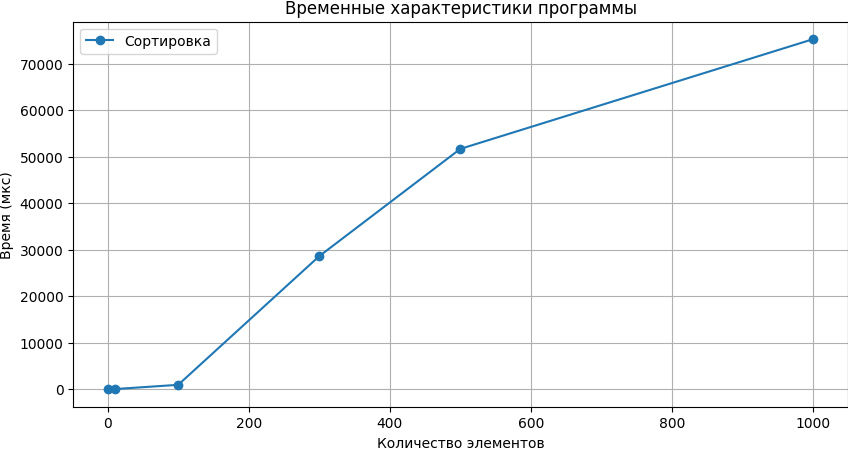 Временные характеристики программы
Сортировка
70000
60000
50000
40000
30000
20000
10000
0
Время (мкс)
0 200 400 600 800 1000
Количество элементов